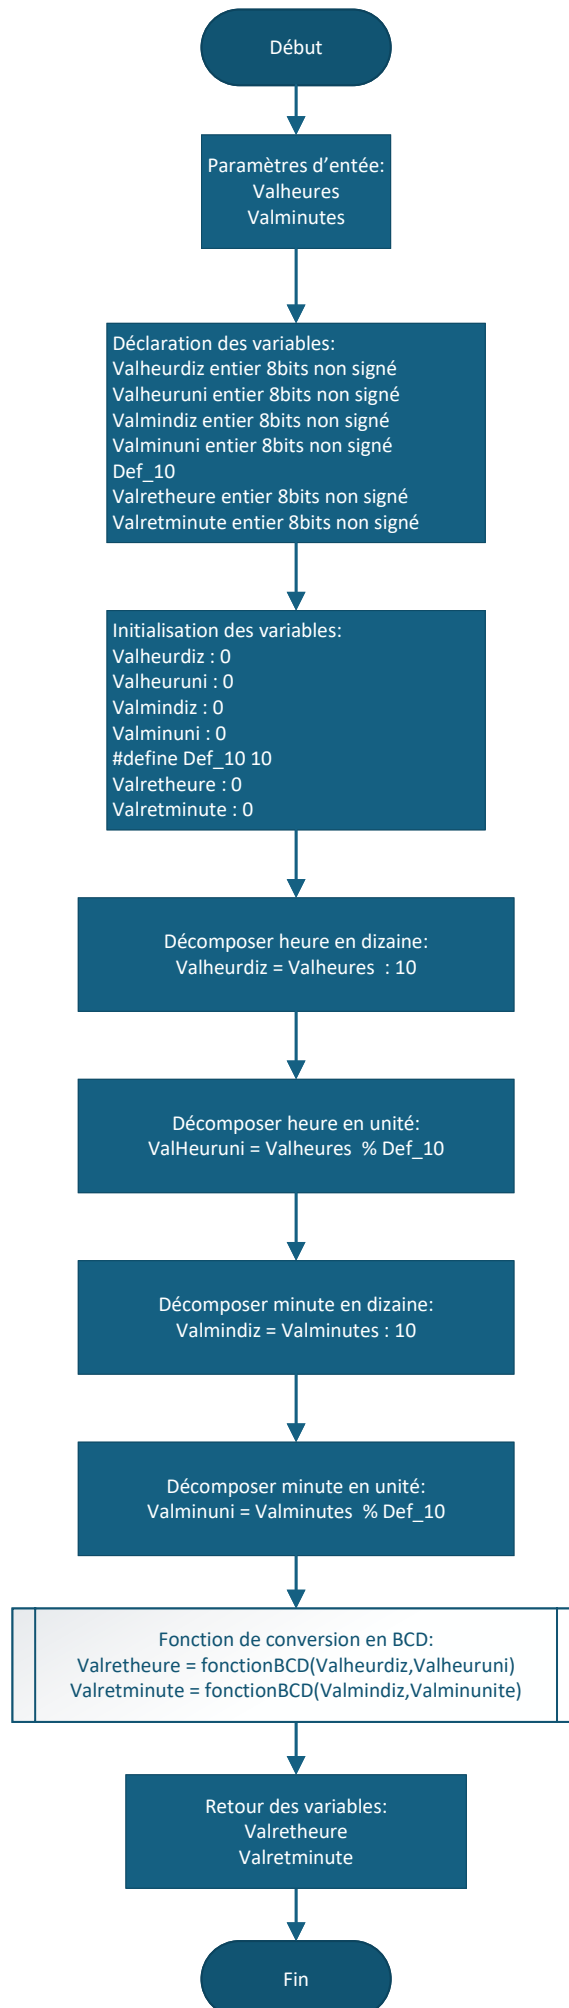 Début
Paramètres d’entée:
Valheures
Valminutes
Déclaration des variables:
Valheurdiz entier 8bits non signé
Valheuruni entier 8bits non signé
Valmindiz entier 8bits non signé
Valminuni entier 8bits non signé
Def_10
Valretheure entier 8bits non signé
Valretminute entier 8bits non signé
Initialisation des variables:
Valheurdiz : 0
Valheuruni : 0
Valmindiz : 0
Valminuni : 0
#define Def_10 10
Valretheure : 0
Valretminute : 0
Décomposer heure en dizaine:
Valheurdiz = Valheures : 10
Décomposer heure en unité:
ValHeuruni = Valheures % Def_10
Décomposer minute en dizaine:
Valmindiz = Valminutes : 10
Décomposer minute en unité:
Valminuni = Valminutes % Def_10
Fonction de conversion en BCD:
Valretheure = fonctionBCD(Valheurdiz,Valheuruni)
Valretminute = fonctionBCD(Valmindiz,Valminunite)
Retour des variables:
Valretheure
Valretminute
Fin